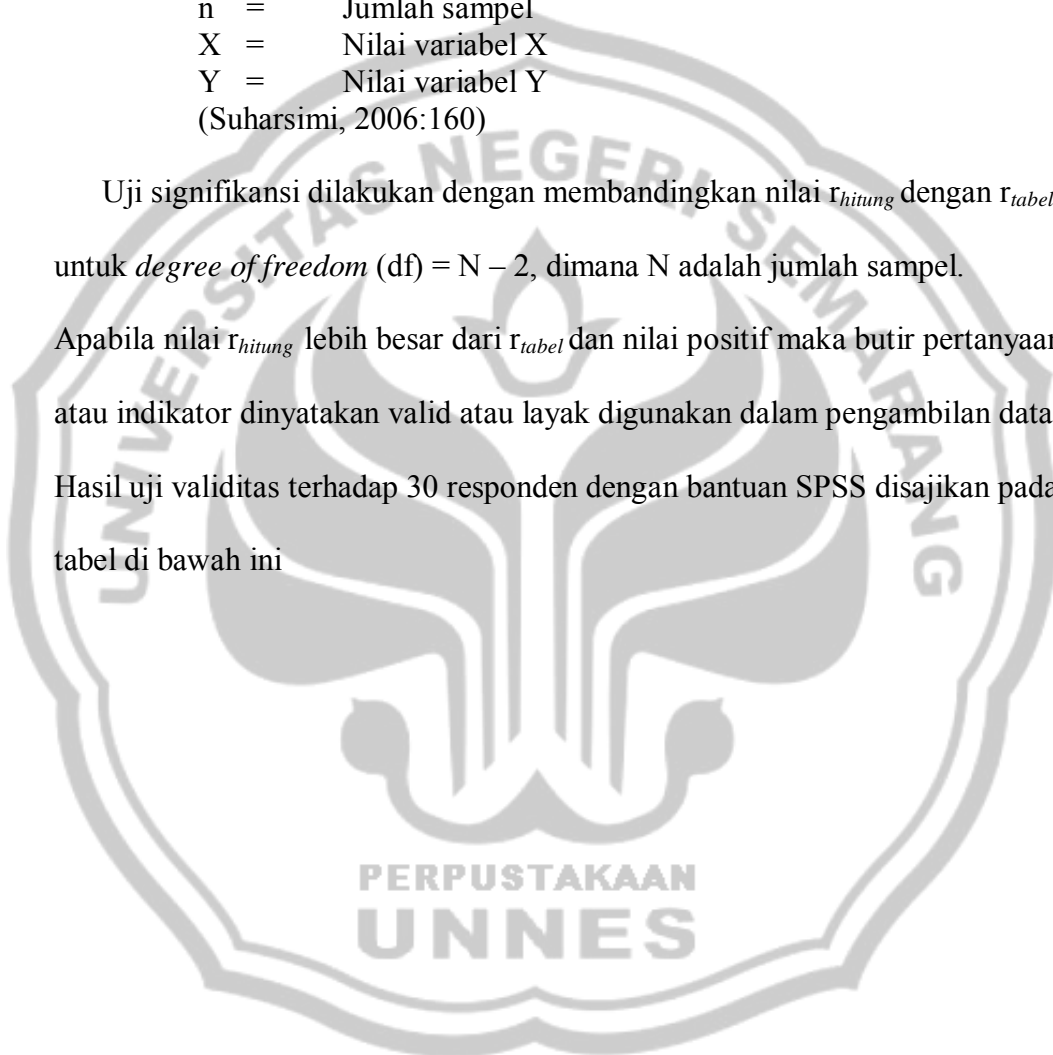 n = Jumlah sampel
X = Nilai variabel X
Y = Nilai variabel Y
(Suharsimi, 2006:160)
Uji signifikansi dilakukan dengan membandingkan nilai rhitung dengan rtabel
untuk degree of freedom (df) = N – 2, dimana N adalah jumlah sampel.
Apabila nilai rhitung lebih besar dari rtabel dan nilai positif maka butir pertanyaan
atau indikator dinyatakan valid atau layak digunakan dalam pengambilan data
Hasil uji validitas terhadap 30 responden dengan bantuan SPSS disajikan pada
tabel di bawah ini
UNIVERSITAS NEGERI SEMARANG
PERPUSTAKAAN
UNNES